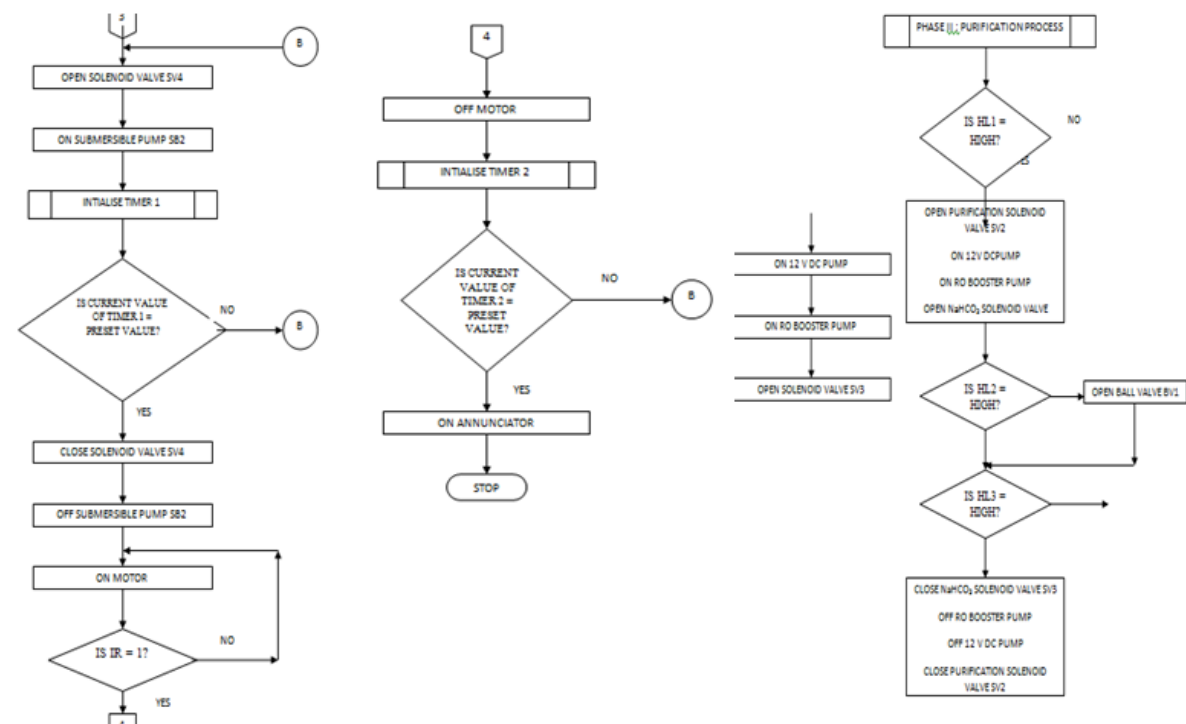 3
B
OPEN SOLENOID VALVE SV4
ON SUBMERSIBLE PUMP SB2
INTIALISE TIMER 1
IS CURRENT VALUE
OF TIMER 1 =
PRESET VALUE?
NO
B
YES
CLOSE SOLENOID VALVE SV4
OFF SUBMERSIBLE PUMP SB2
ON MOTOR
IS IR = 1?
NO
YES
4
4
OFF MOTOR
INTIALISE TIMER 2
IS CURRENT
VALUE OF
TIMER 2 =
PRESET
VALUE?
NO
B
YES
ON ANNUNCIATOR
STOP
ON 12 V DC PUMP
ON RO BOOSTER PUMP
OPEN SOLENOID VALVE SV3
PHASE II : PURIFICATION PROCESS
IS HL1 =
HIGH?
NO
OPEN PURIFICATION SOLENOID
VALVE SV2
ON 12V DCPUMP
ON RO BOOSTER PUMP
OPEN NaHCO₃ SOLENOID VALVE
IS HL2 =
HIGH?
OPEN BALL VALVE BV1
IS HL3 =
HIGH?
CLOSE NaHCO₃ SOLENOID VALVE SV3
OFF RO BOOSTER PUMP
OFF 12 V DC PUMP
CLOSE PURIFICATION SOLENOID
VALVE SV2